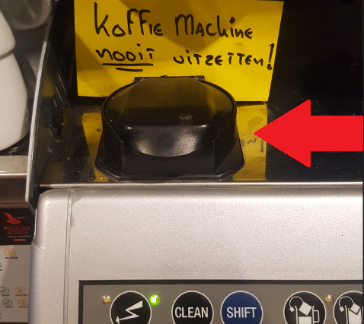 Koffie Machine
nooit uitzetten!
CLEAN
SHIFT